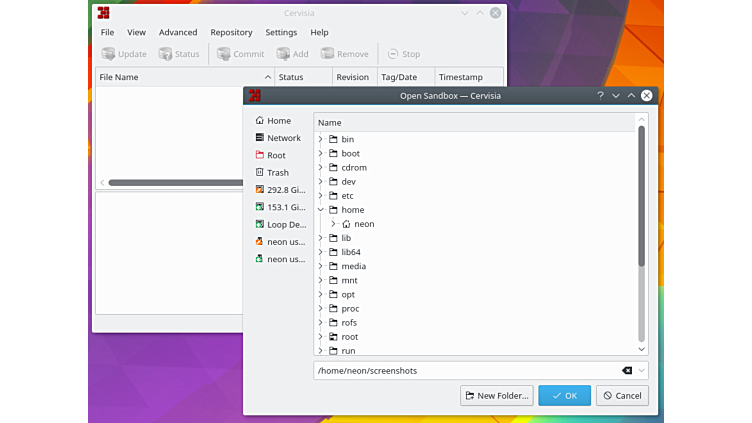 Cervisia
File View Advanced Repository Settings Help
Update Status Commit Add Remove Stop
File Name Status Revision Tag/Date Timestamp
Open Sandbox — Cervisia
?
Home
Network
Root
Trash
292.8 Gi...
153.1 Gi...
Loop De...
neon us...
neon us...
Name
bin
boot
cdrom
dev
etc
home
neon
lib
lib64
media
mnt
opt
proc
rofs
root
run
/home/neon/screenshots
New Folder... OK Cancel